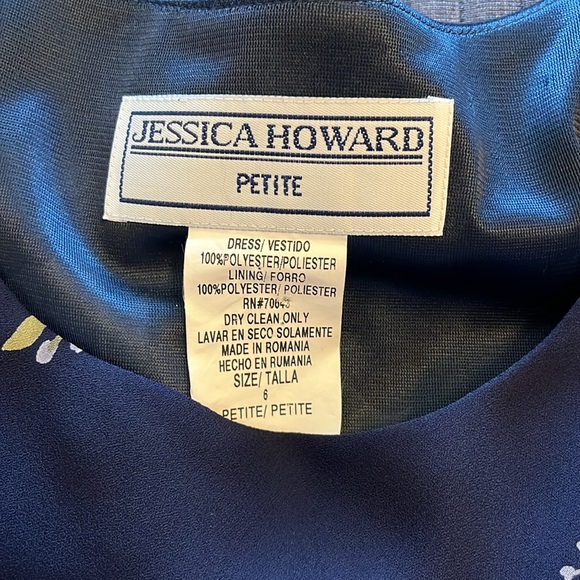 JESSICA HOWARD
PETITE
DRESS/ VESTIDO
100%POLYESTER/POLIESTER
LINING/ FORRO
100%POLYESTER/ POLIESTER
DRY CLEAN ONLY
LAVAR EN SECO SOLAMENTE
MADE IN ROMANIA
HECHO EN RUMANIA
SIZE/ TALLA
6
PETITE/ PETITE